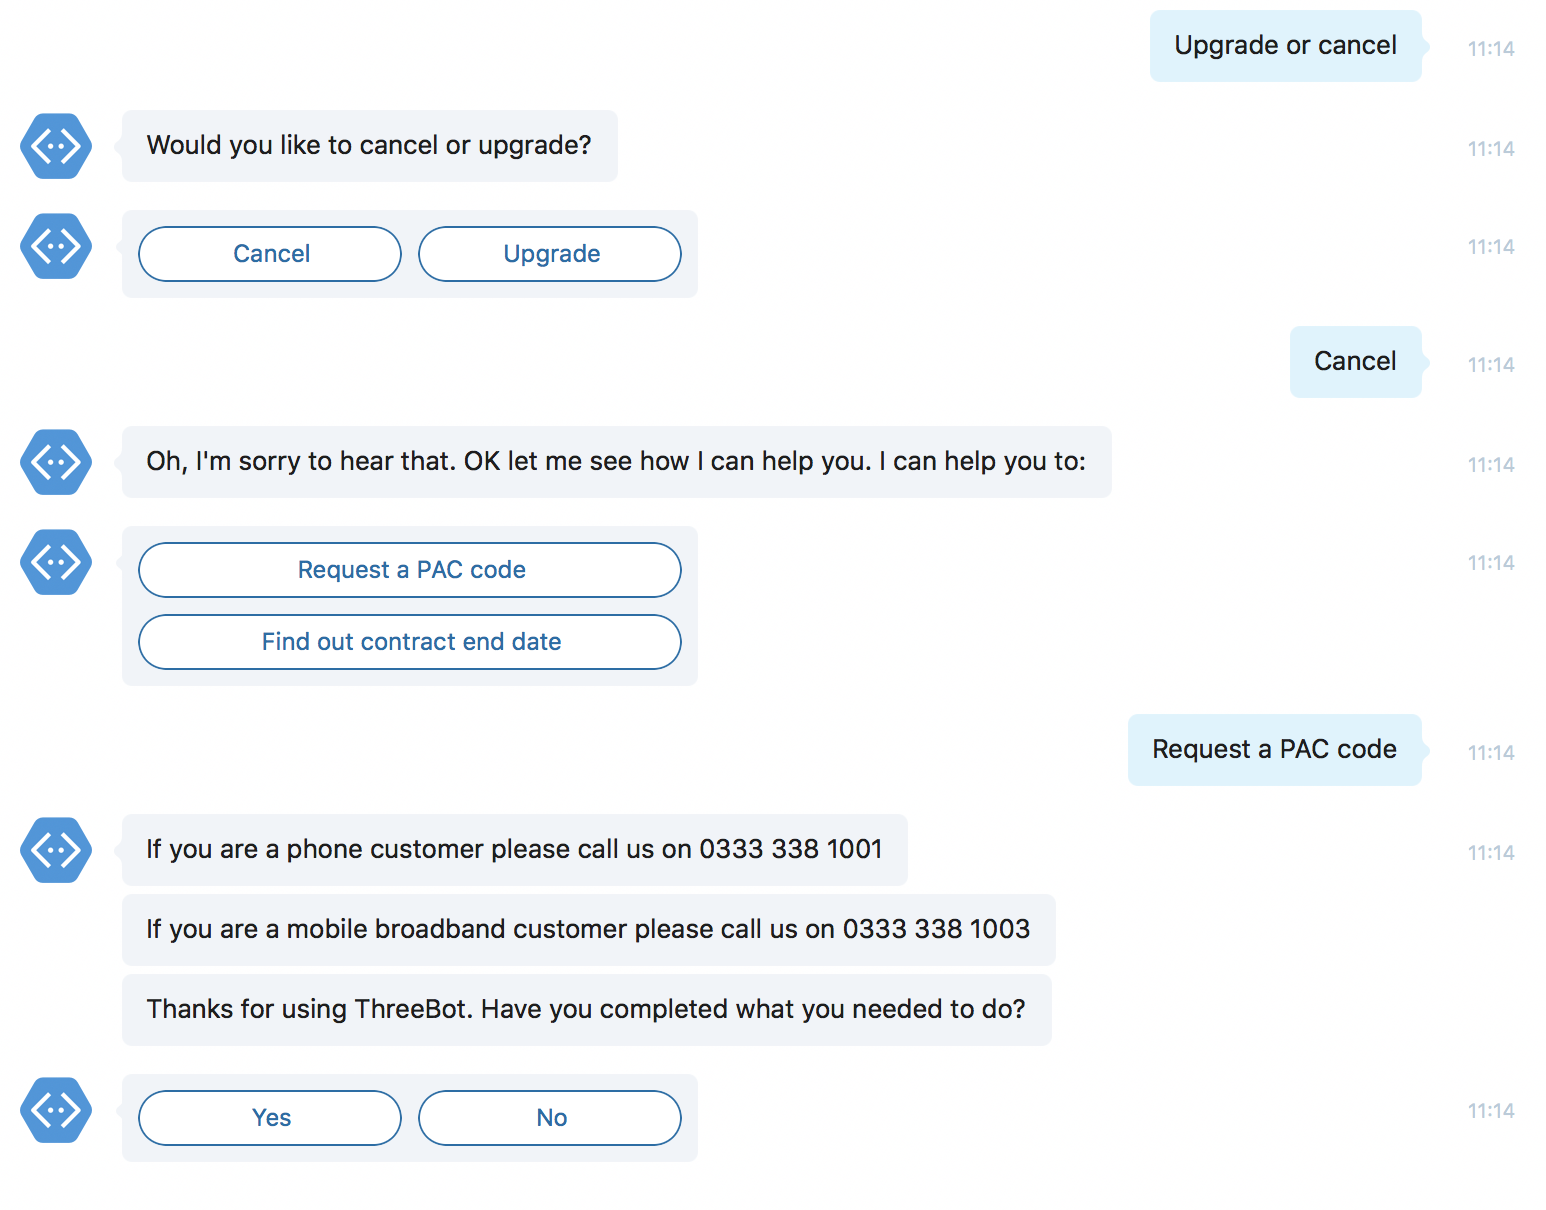 Upgrade or cancel 11:14
Would you like to cancel or upgrade? 11:14
Cancel Upgrade 11:14
Cancel 11:14
Oh, I'm sorry to hear that. OK let me see how I can help you. I can help you to: 11:14
Request a PAC code 11:14
Find out contract end date
Request a PAC code 11:14
If you are a phone customer please call us on 0333 338 1001 11:14
If you are a mobile broadband customer please call us on 0333 338 1003
Thanks for using ThreeBot. Have you completed what you needed to do?
Yes No 11:14